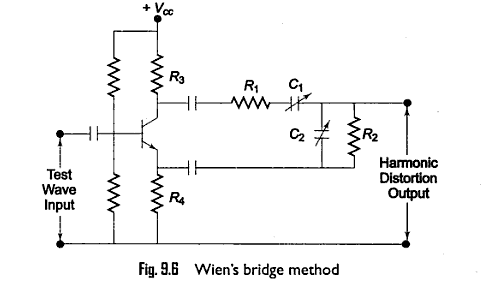 + Vcc
R3
R1
C1
C2
R2
R4
Test
Wave
Input
Harmonic
Distortion
Output
Fig. 9.6 Wien's bridge method